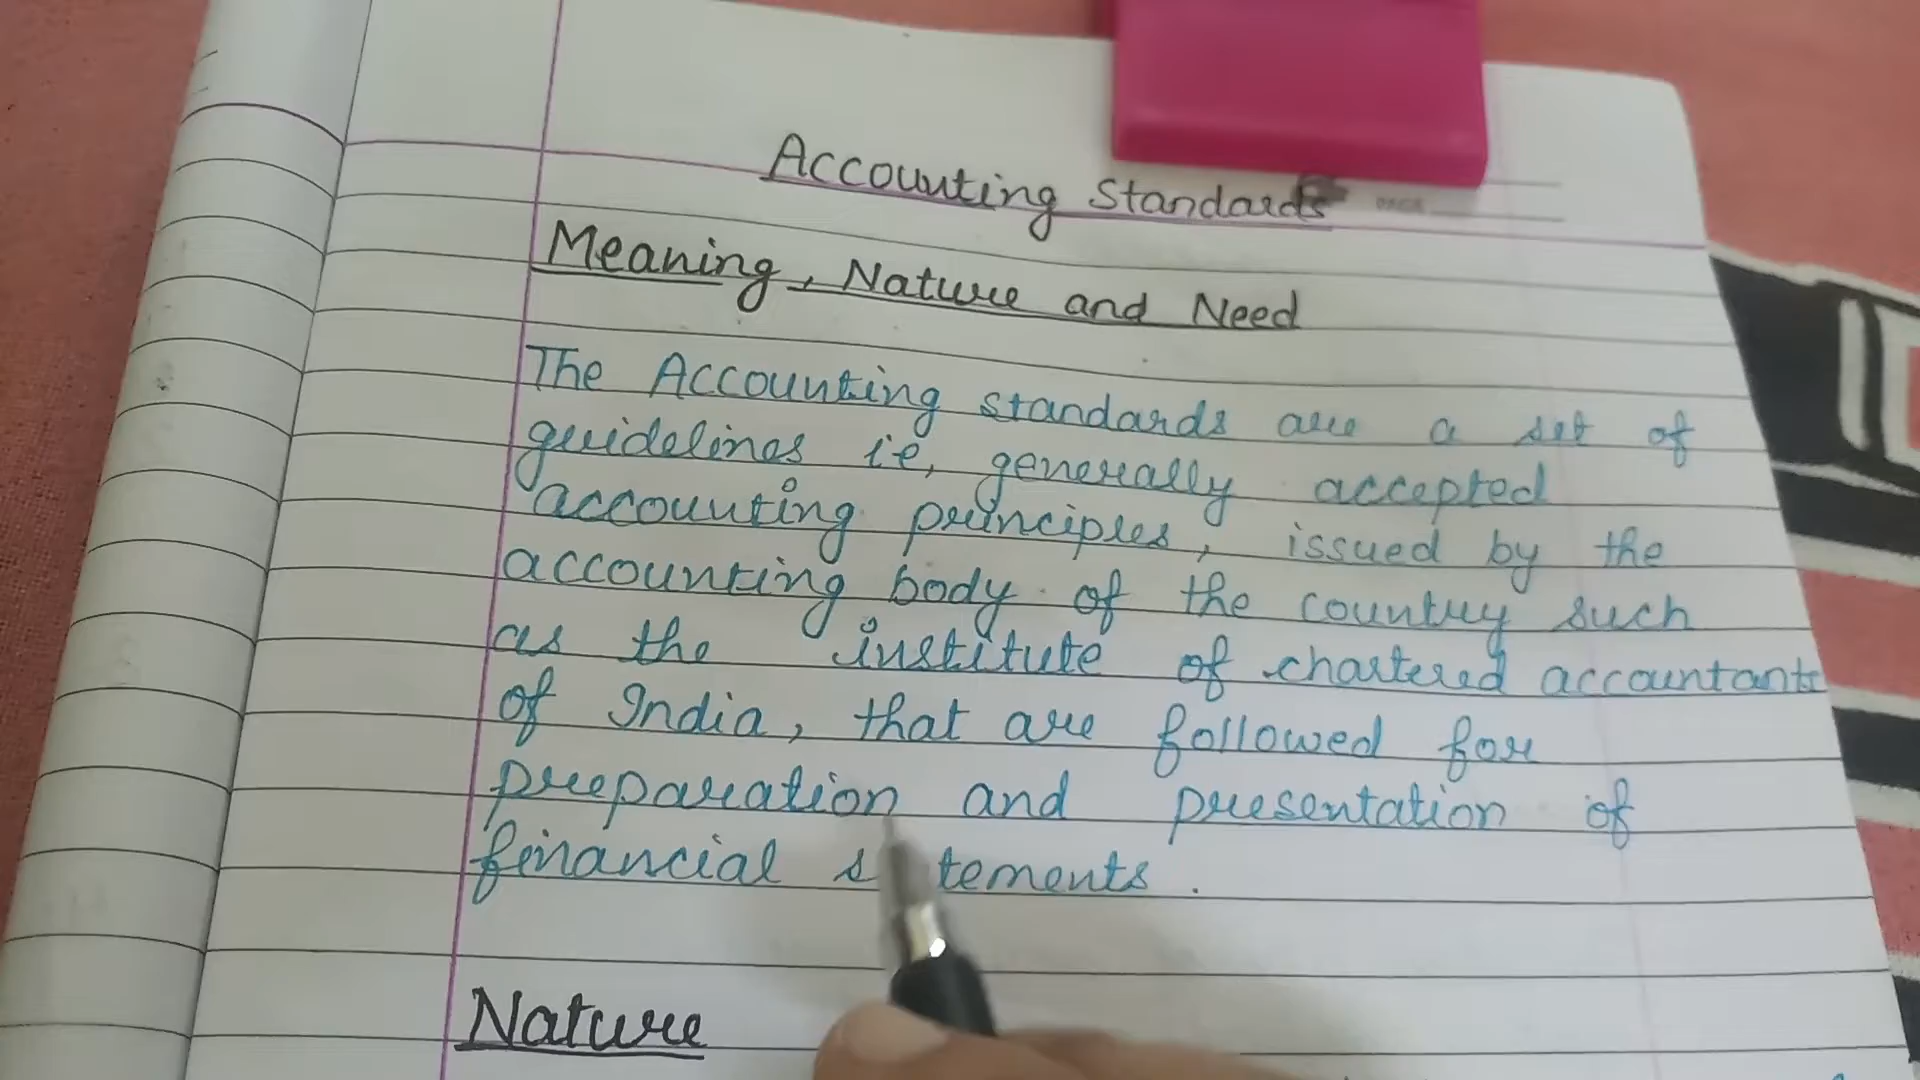 Accounting Standards
Meaning, Nature and Need
The Accounting standards are a set of
guidelines i.e, generally accepted
accounting principles, issued by the
accounting body of the country such
as the institute of chartered accountants
of India, that are followed for
preparation and presentation of
financial s tements.
Nature